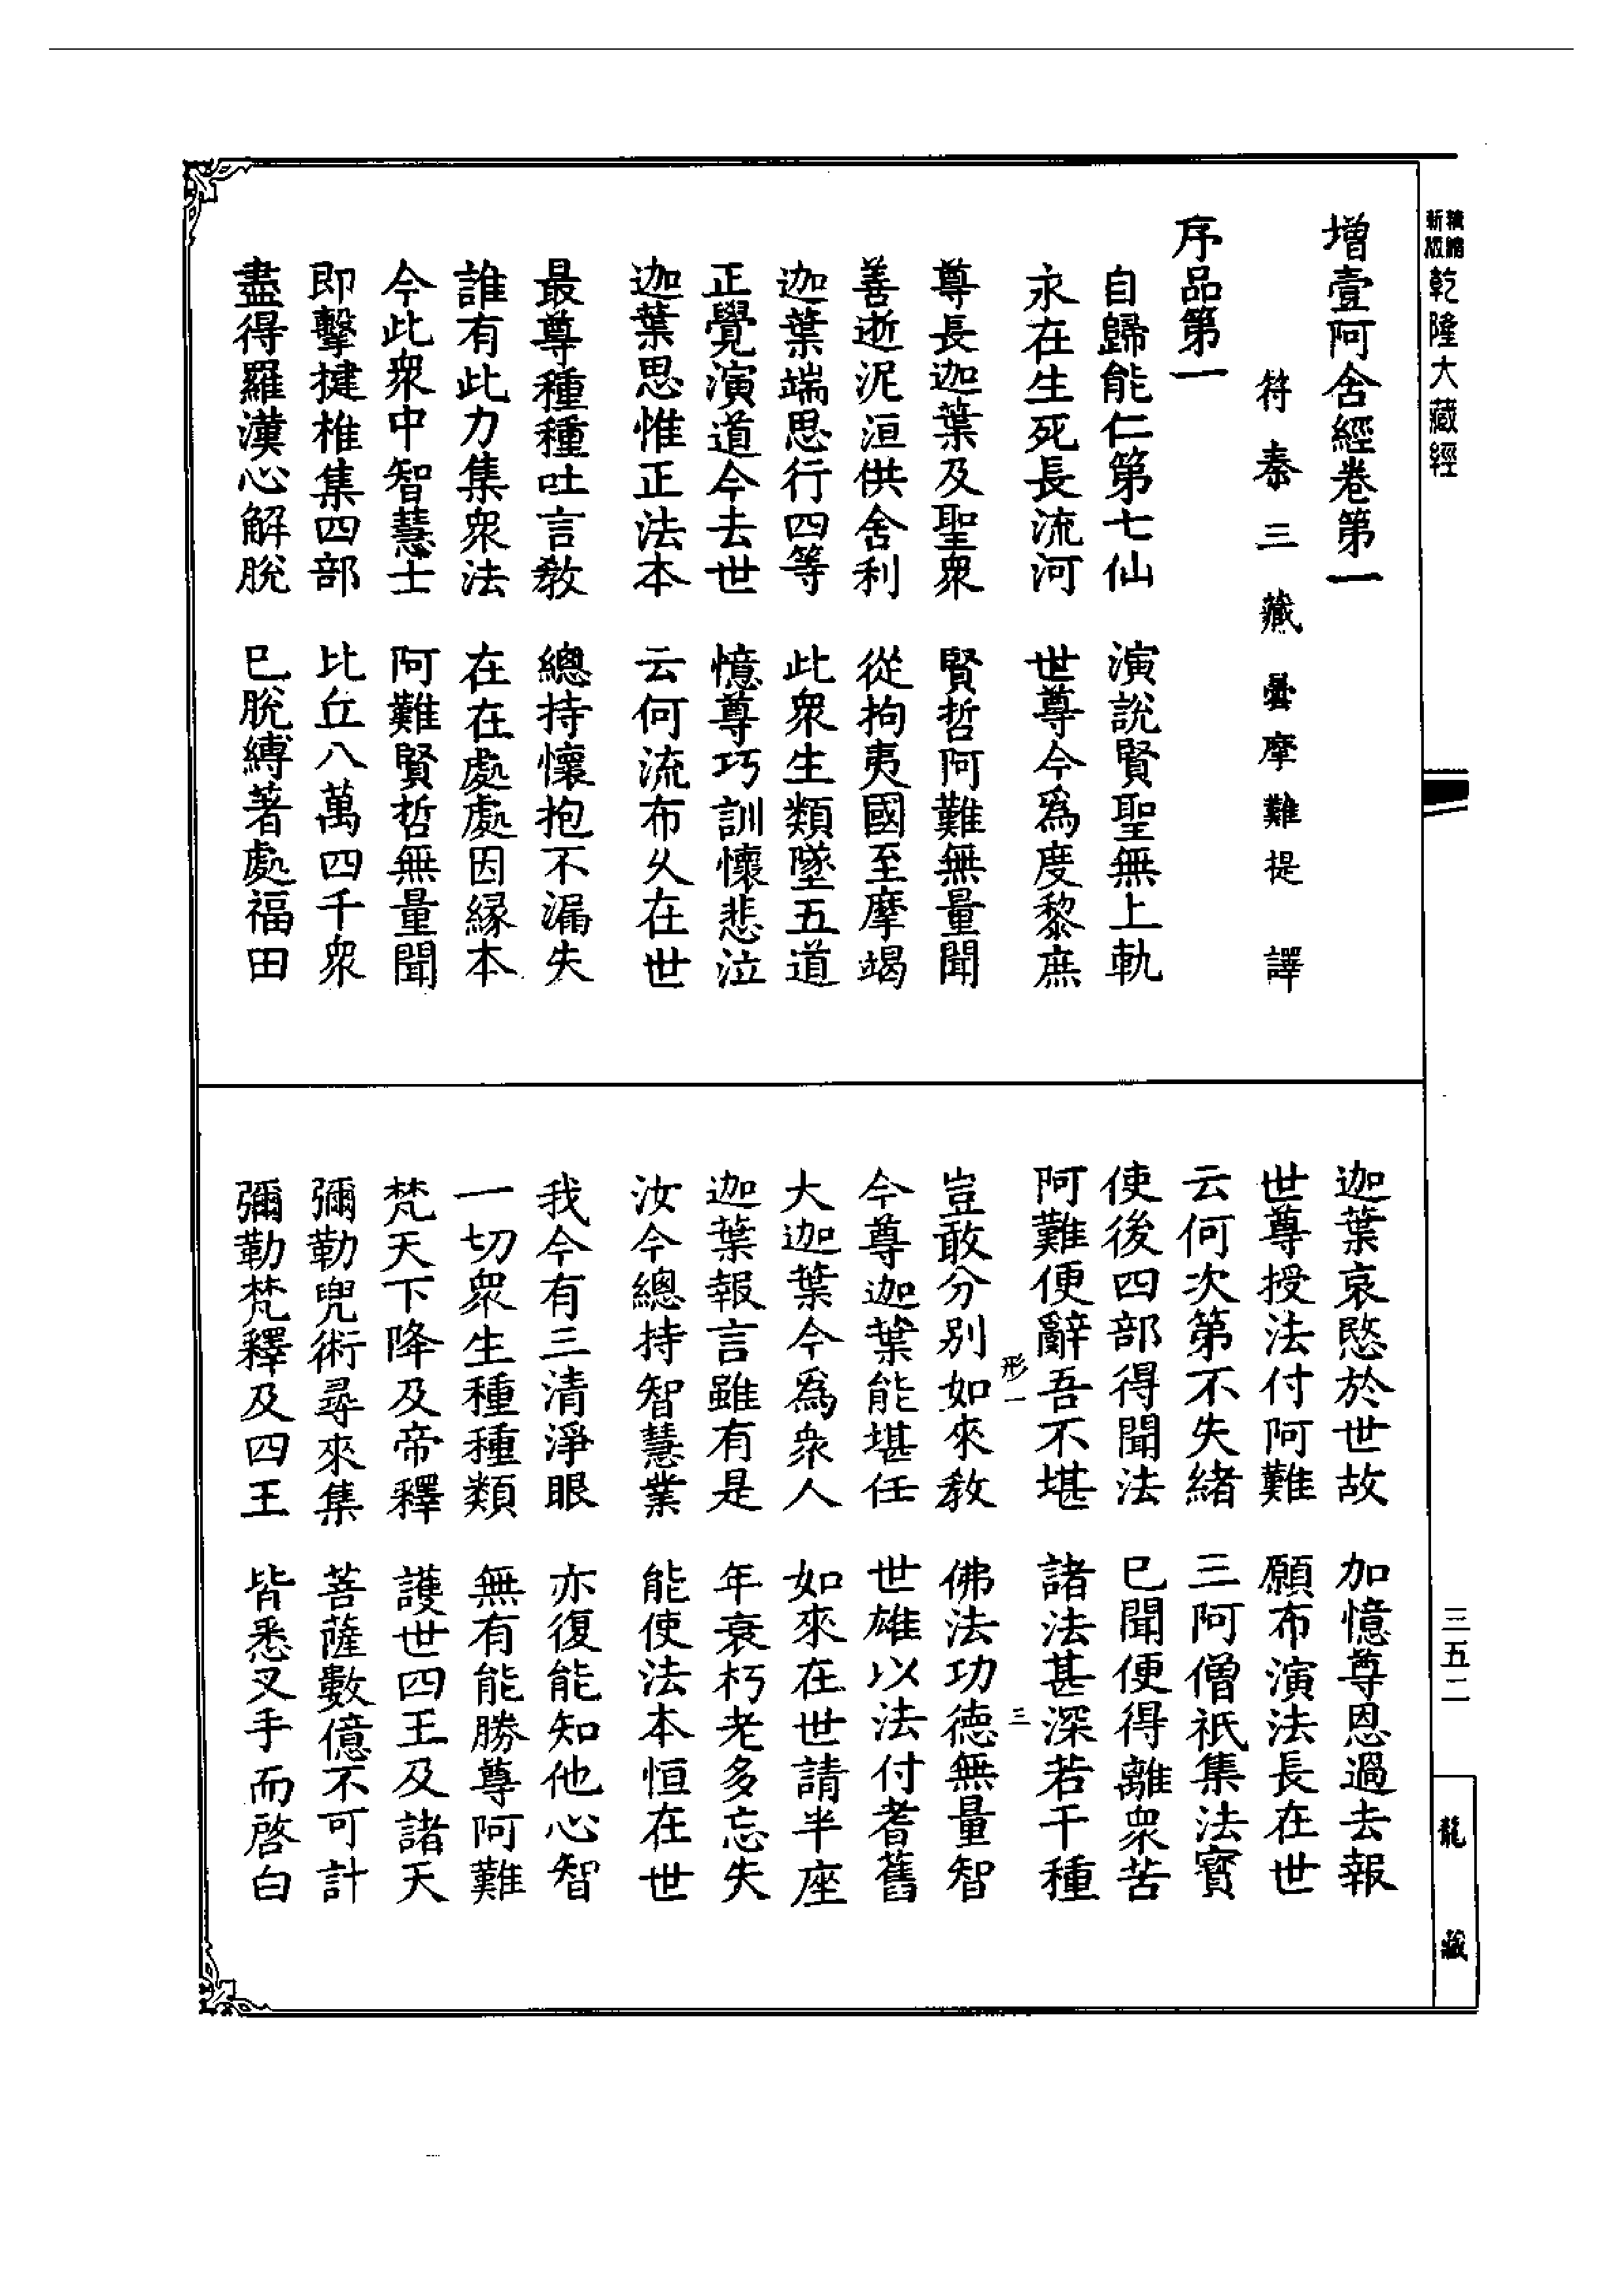 精縮新版乾隆大藏經
增壹阿含經卷第一
符秦三藏曇摩難提 譯
序品第一
自歸能仁第七仙 演說賢聖無上軌
永在生死長流河 世尊今爲度黎庶
尊長迦葉及聖眾 賢哲阿難無量聞
善逝泥洹供舍利 從拘夷國至摩竭
迦葉端思行四等 此眾生類墜五道
正覺演道今去世 憶尊巧訓懷悲泣
迦葉思惟正法本 云何流布久在世
最尊種種吐言教 總持懷抱不漏失
誰有此力集眾法 在在處處因緣本
今此眾中智慧士 阿難賢哲無量聞
即擊揵椎集四部 比丘八萬四千眾
盡得羅漢心解脫 已脫縛著處福田
迦葉哀愍於世故 加憶尊恩過去報
世尊授法付阿難 願布演法長在世
云何次第不失緒 三阿僧祇集法寶
使後四部得聞法 已聞便得離眾苦
阿難便辭吾不堪 諸法甚深若干種
形一 三
豈敢分別如來教 佛法功德無量智
今尊迦葉能堪任 世雄以法付耆舊
大迦葉今爲眾人 如來在世請半座
迦葉報言雖有是 年衰朽老多忘失
汝今總持智慧業 能使法本恒在世
我今有三清淨眼 亦復能知他心智
一切眾生種種類 無有能勝尊阿難
梵天下降及帝釋 護世四王及諸天
彌勒兜術尋來集 菩薩數億不可計
彌勒梵釋及四王 皆悉叉手而啓白
三五二
龍藏